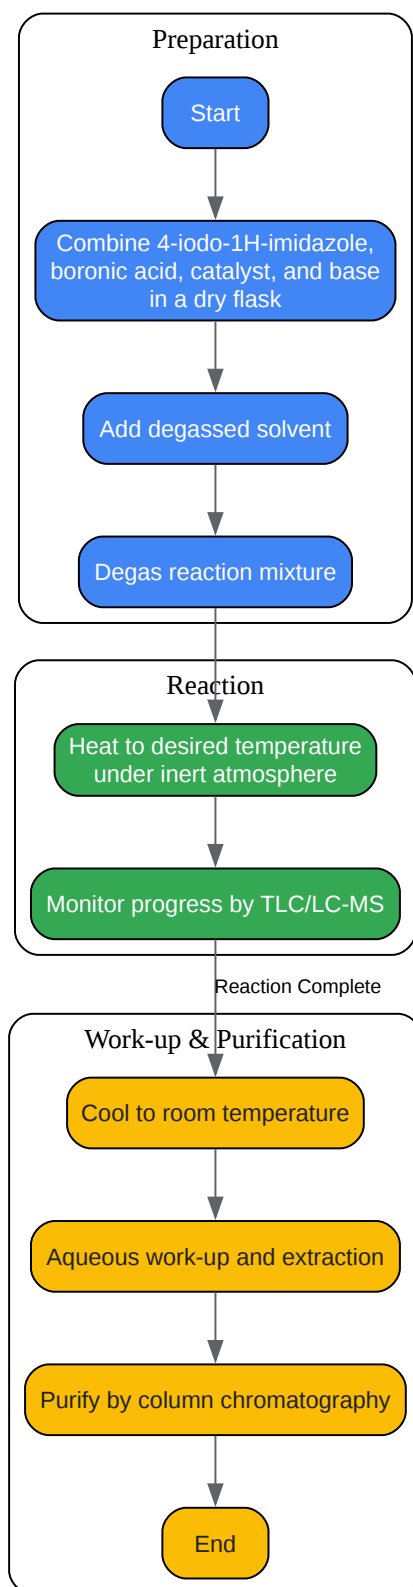 Preparation
Start
Combine 4-iodo-1H-imidazole,
boronic acid, catalyst, and base
in a dry flask
Add degassed solvent
Degas reaction mixture
Reaction
Heat to desired temperature
under inert atmosphere
Monitor progress by TLC/LC-MS
Reaction Complete
Work-up & Purification
Cool to room temperature
Aqueous work-up and extraction
Purify by column chromatography
End